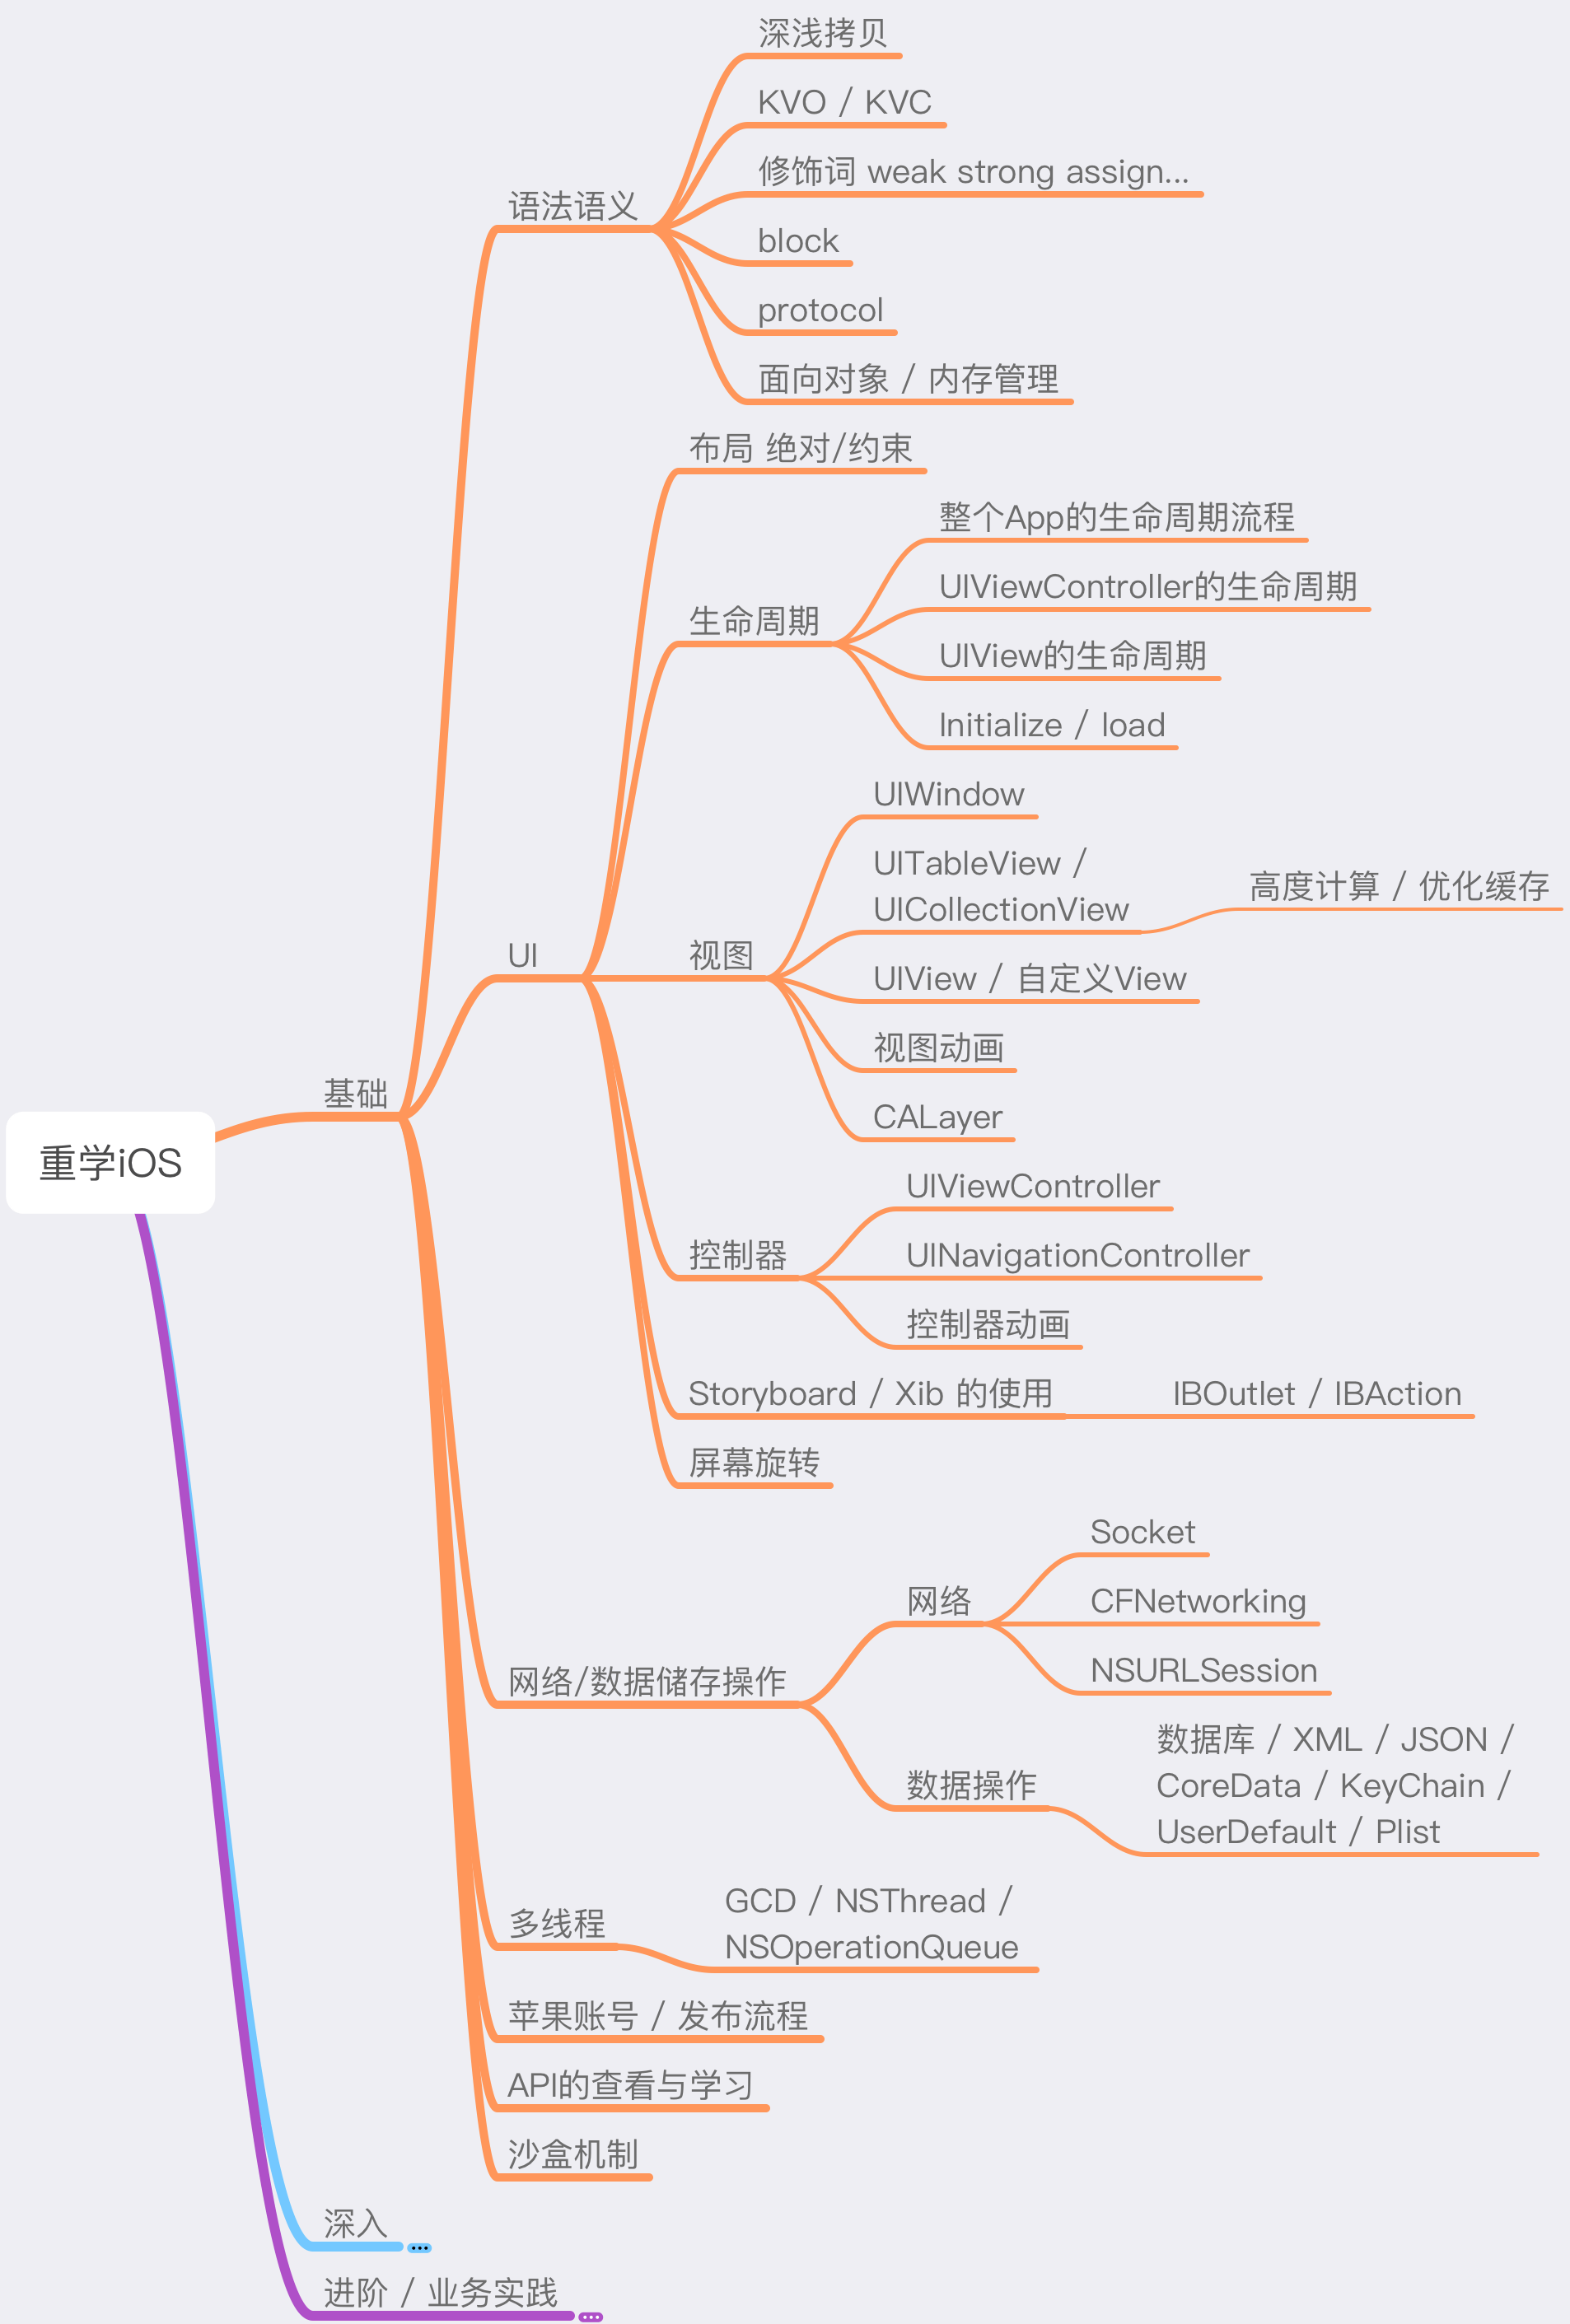 深浅拷贝
KVO / KVC
修饰词 weak strong assign...
语法语义
block
protocol
面向对象 / 内存管理
布局 绝对/约束
整个App的生命周期流程
UIViewController的生命周期
生命周期
UIView的生命周期
Initialize / load
UIWindow
UITableView /
UICollectionView
高度计算 / 优化缓存
UI
视图
UIView / 自定义View
视图动画
基础
CALayer
重学iOS
UIViewController
控制器
UINavigationController
控制器动画
Storyboard / Xib 的使用
IBOutlet / IBAction
屏幕旋转
Socket
网络
CFNetworking
NSURLSession
网络/数据储存操作
数据库 / XML / JSON /
CoreData / KeyChain /
UserDefault / Plist
数据操作
多线程
GCD / NSThread /
NSOperationQueue
苹果账号 / 发布流程
API的查看与学习
沙盒机制
深入
进阶 / 业务实践